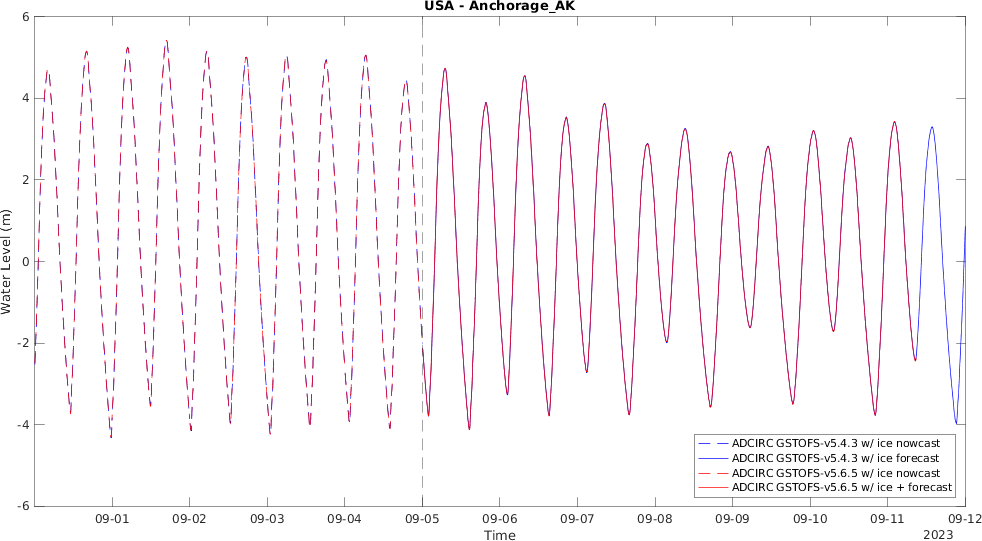 USA - Anchorage_AK
6
4
2
0
-2
-4
-6
Water Level (m)
ADCIRC GSTOFS-v5.4.3 w/ ice nowcast
ADCIRC GSTOFS-v5.4.3 w/ ice forecast
ADCIRC GSTOFS-v5.6.5 w/ ice nowcast
ADCIRC GSTOFS-v5.6.5 w/ ice + forecast
09-01 09-02 09-03 09-04 09-05 09-06 09-07 09-08 09-09 09-10 09-11 09-12
Time
2023